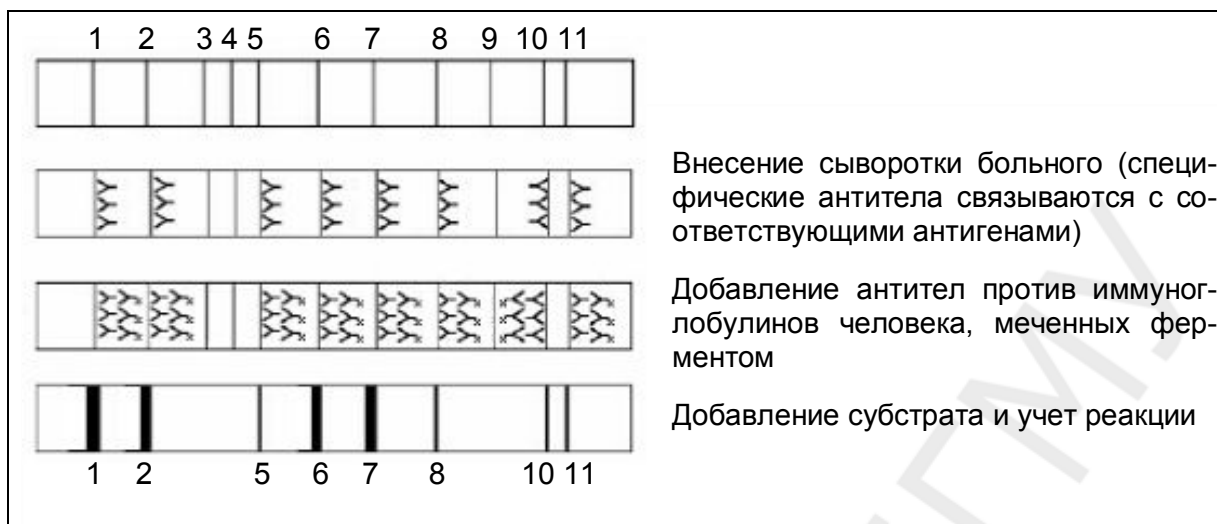 1 2 3 4 5 6 7 8 9 10 11
Внесение сыворотки больного (специ-
фические антитела связываются с со-
ответствующими антигенами)
Добавление антител против иммуног-
лобулинов человека, меченных фер-
ментом
Добавление субстрата и учет реакции
1 2 5 6 7 8 10 11
ГМУ